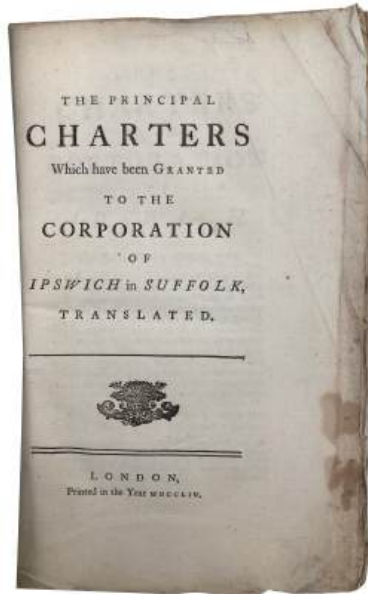 THE PRINCIPAL
CHARTERS
Which have been GRANTED
TO THE
CORPORATION
OF
IPSWICH in SUFFOLK,
TRANSLATED.
LONDON,
Printed in the Year MDCCLIV.